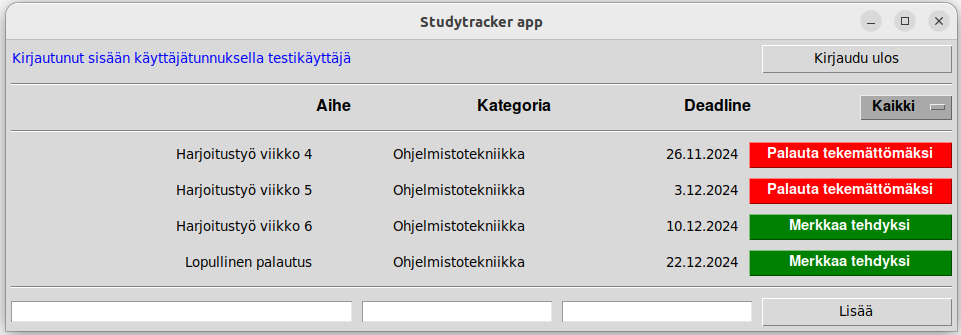 Studytracker app
Kirjautunut sisään käyttäjätunnuksella testikäyttäjä Kirjaudu ulos
Aihe Kategoria Deadline Kaikki
Harjoitustyö viikko 4 Ohjelmistotekniikka 26.11.2024 Palauta tekemättömäksi
Harjoitustyö viikko 5 Ohjelmistotekniikka 3.12.2024 Palauta tekemättömäksi
Harjoitustyö viikko 6 Ohjelmistotekniikka 10.12.2024 Merkkaa tehdyksi
Lopullinen palautus Ohjelmistotekniikka 22.12.2024 Merkkaa tehdyksi
Lisää